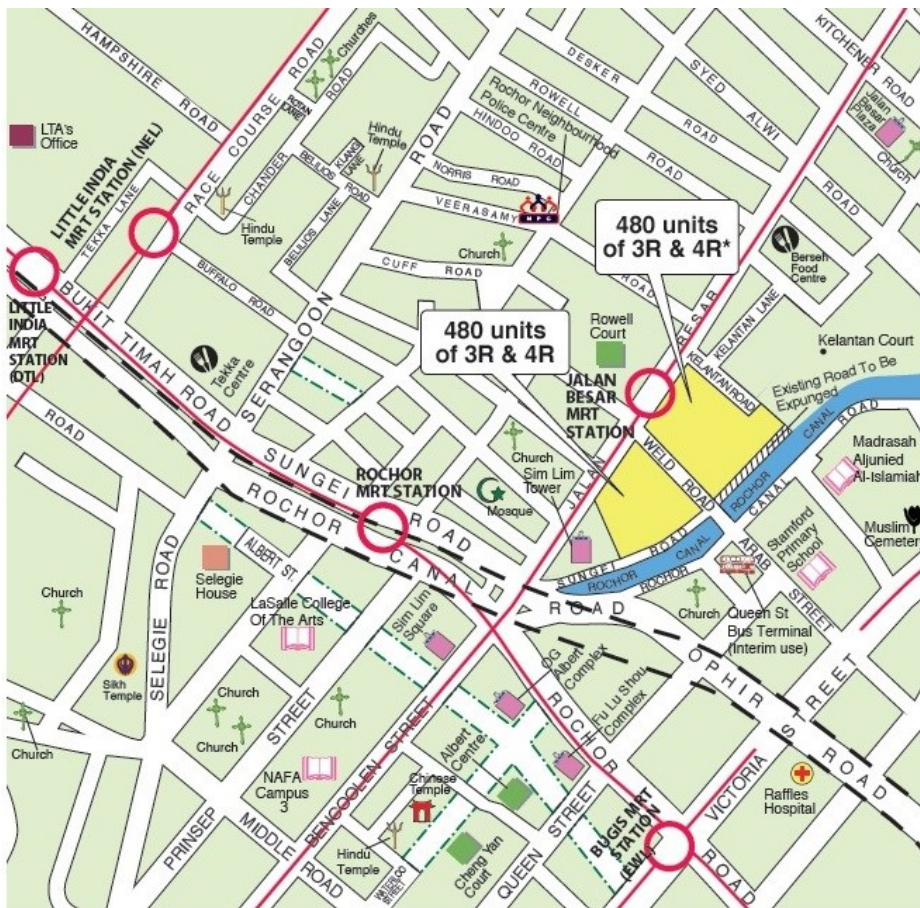 HAMPSHIRE ROAD
Churches
RACE COURSE ROAD
ROTAN LANE
CHANDER ROAD
BELILIOS LANE
KLANG LANE
BELILIOS ROAD
Hindu
Temple
LTA's
Office
LITTLE INDIA
MRT STATION (NEL)
TEKKA LANE
Hindu
Temple
BUFFALO ROAD
SERANGOON ROAD
DESKER ROAD
SYED ALWI ROAD
KITCHENER ROAD
ROWELL ROAD
HINDOO ROAD
Rochor Neighbourhood
Police Centre
NORRIS ROAD
VEERASAMY
NPC
Jalan
Besar
Plaza
Church
480 units
of 3R & 4R*
Church
CUFF ROAD
Berseh
Food
Centre
LITTLE
INDIA
MRT
STATION
(DTL)
BUKIT TIMAH ROAD
Tekka
Centre
480 units
of 3R & 4R
Rowell
Court
JALAN BESAR
KELANTAN LANE
KELANTAN ROAD
Kelantan Court
JALAN
BESAR
MRT
STATION
Existing Road To Be
Expunged
ROAD
SUNGEI ROAD
ROCHOR
MRT STATION
Mosque
Church
Sim Lim
Tower
WELD ROAD
ROCHOR CANAL
ROCHOR CANAL ROAD
Madrasah
Aljunied
Al-Islamiah
Muslim
Cemetery
ROCHOR CANAL ROAD
ALBERT ST.
SELEGIE ROAD
Selegie
House
LaSalle College
Of The Arts
Sim Lim
Square
SUNGEI ROAD
ROCHOR CANAL
ROCHOR
ARAB STREET
Stamford
Primary
School
Church
Queen St
Bus Terminal
(Interim use)
Church
Sikh
Temple
Church
Church
Church
Church
PRINSEP STREET
NAFA
Campus
3
MIDDLE ROAD
BENCOOLEN STREET
OG
Albert
Complex
Fu Lu Shou
Complex
Albert
Centre
Chinese
Temple
Hindu
Temple
WATERLOO
STREET
Cheng Yan
Court
QUEEN STREET
ROCHOR ROAD
BUGIS MRT
STATION
(EWL)
VICTORIA STREET
OPHIR ROAD
Raffles
Hospital